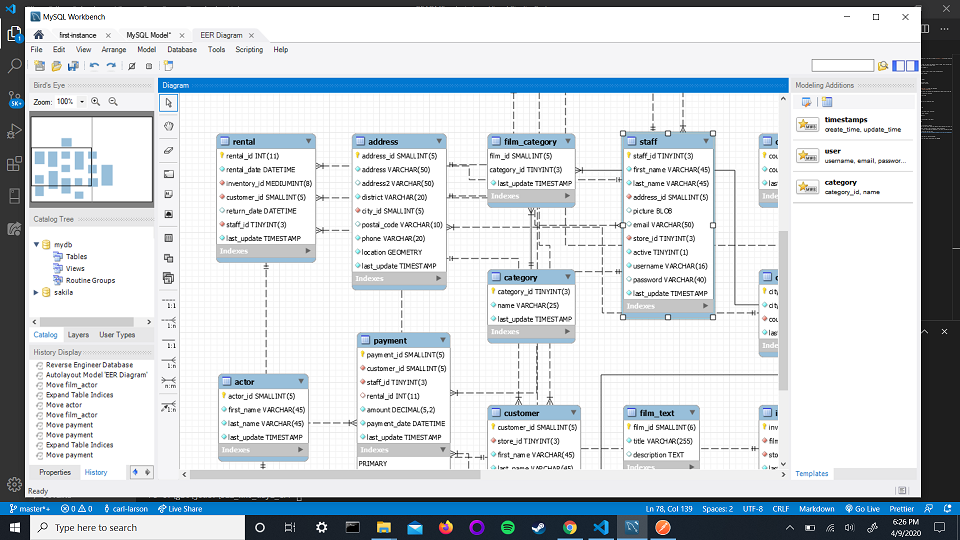 MySQL Workbench
first-instance
MySQL Model*
EER Diagram
File Edit View Arrange Model Database Tools Scripting Help
Bird's Eye
Zoom: 100%
Catalog Tree
mydb
Tables
Views
Routine Groups
sakila
Catalog Layers User Types
History Display
Reverse Engineer Database
Autolayout Model 'EER Diagram'
Move film_actor
Expand Table Indices
Move actor
Move film_actor
Move payment
Move payment
Expand Table Indices
Move payment
Properties History
Ready
Diagram
1:1
1:n
1:1
1:n
n:m
1:n
rental
rental_id INT(11)
rental_date DATETIME
inventory_id MEDIUMINT(8)
customer_id SMALLINT(5)
return_date DATETIME
staff_id TINYINT(3)
last_update TIMESTAMP
Indexes
address
address_id SMALLINT(5)
address VARCHAR(50)
address2 VARCHAR(50)
district VARCHAR(20)
city_id SMALLINT(5)
postal_code VARCHAR(10)
phone VARCHAR(20)
location GEOMETRY
last_update TIMESTAMP
Indexes
film_category
film_id SMALLINT(5)
category_id TINYINT(3)
last_update TIMESTAMP
Indexes
staff
staff_id TINYINT(3)
first_name VARCHAR(45)
last_name VARCHAR(45)
address_id SMALLINT(5)
picture BLOB
email VARCHAR(50)
store_id TINYINT(3)
active TINYINT(1)
username VARCHAR(16)
password VARCHAR(40)
last_update TIMESTAMP
Indexes
category
category_id TINYINT(3)
name VARCHAR(25)
last_update TIMESTAMP
Indexes
actor
actor_id SMALLINT(5)
first_name VARCHAR(45)
last_name VARCHAR(45)
last_update TIMESTAMP
Indexes
payment
payment_id SMALLINT(5)
customer_id SMALLINT(5)
staff_id TINYINT(3)
rental_id INT(11)
amount DECIMAL(5,2)
payment_date DATETIME
last_update TIMESTAMP
Indexes
PRIMARY
customer
customer_id SMALLINT(5)
store_id TINYINT(3)
first_name VARCHAR(45)
last_name VARCHAR(45)
film_text
film_id SMALLINT(6)
title VARCHAR(255)
description TEXT
Indexes
Modeling Additions
timestamps
create_time, update_time
user
username, email, passwor...
category
category_id, name
Templates
5K+
master*+
0 0
carl-larson
Live Share
Ln 78, Col 139
Spaces: 2
UTF-8
CRLF
Markdown
Go Live
Prettier
Type here to search
6:26 PM
4/9/2020